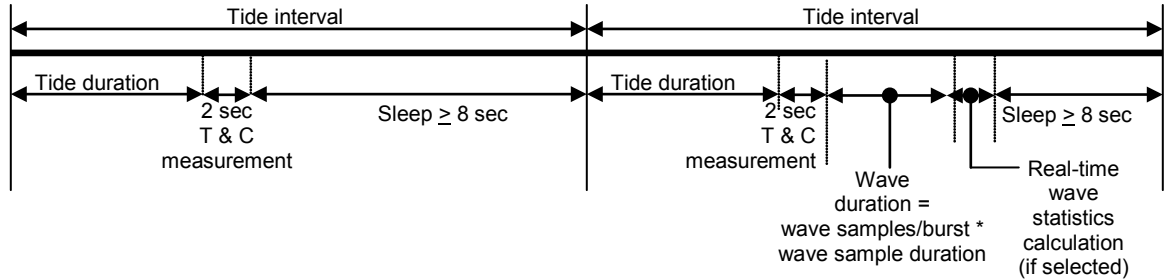 Tide interval
Tide interval
Tide duration
2 sec
T & C
measurement
Sleep ≥ 8 sec
Tide duration
2 sec
T & C
measurement
Wave
duration =
wave samples/burst *
wave sample duration
Real-time
wave
statistics
calculation
(if selected)
Sleep ≥ 8 sec